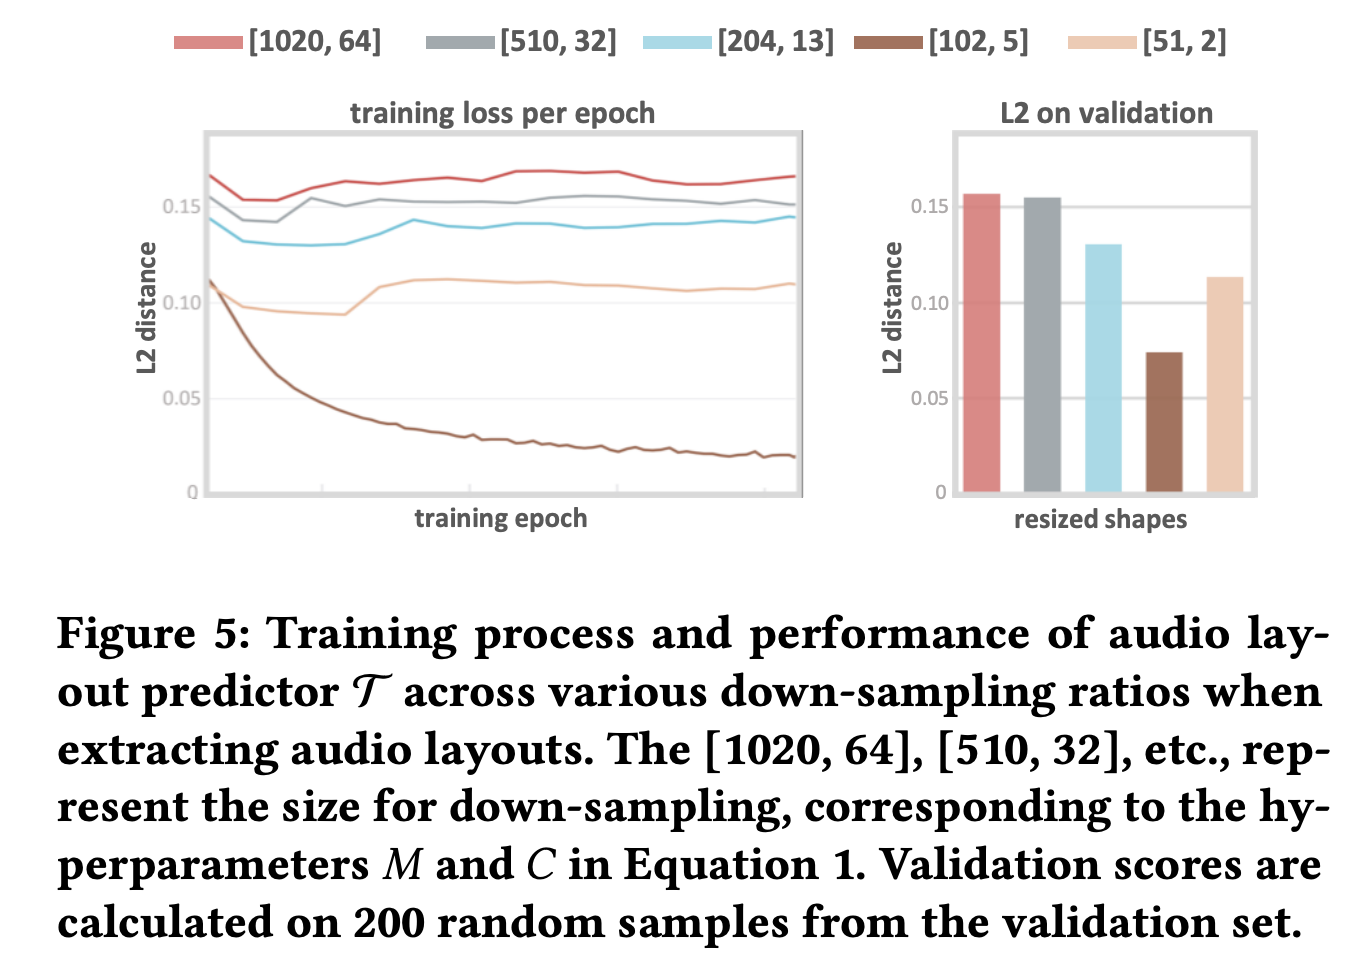 [1020, 64] [510, 32] [204, 13] [102, 5] [51, 2]
training loss per epoch
L2 distance
0.15
0.10
0.05
0
training epoch
L2 on validation
L2 distance
0.15
0.10
0.05
0
resized shapes
Figure 5: Training process and performance of audio lay-
out predictor 𝒯 across various down-sampling ratios when
extracting audio layouts. The [1020, 64], [510, 32], etc., rep-
resent the size for down-sampling, corresponding to the hy-
perparameters M and C in Equation 1. Validation scores are
calculated on 200 random samples from the validation set.